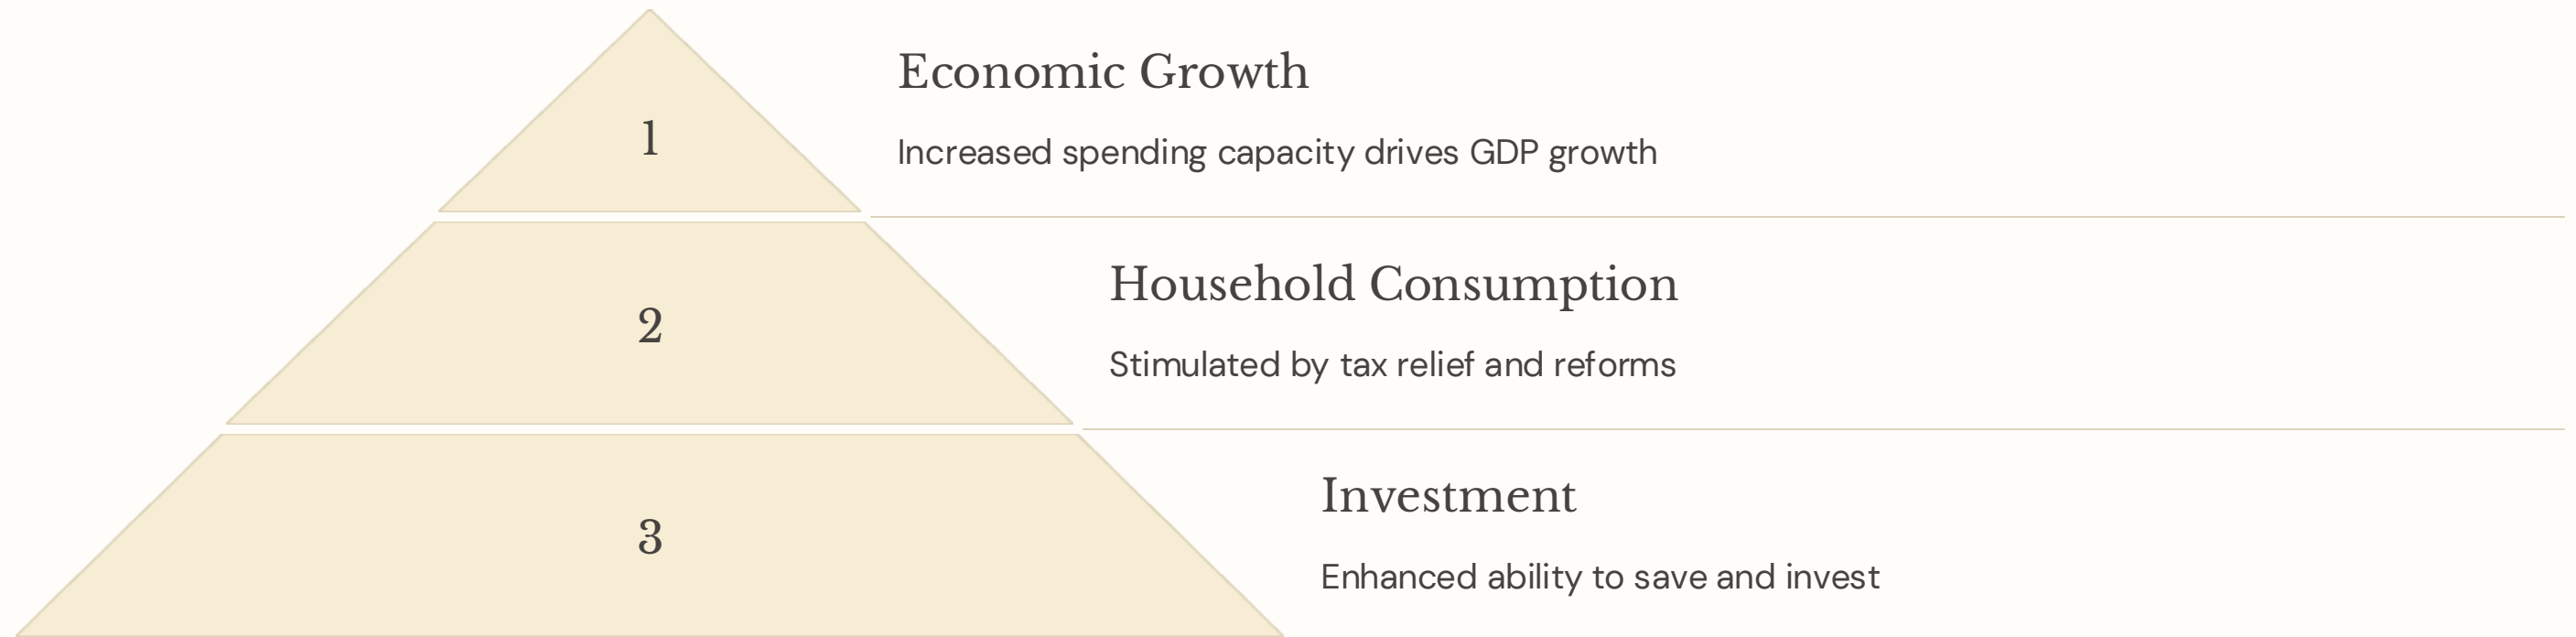 1
Economic Growth
Increased spending capacity drives GDP growth
2
Household Consumption
Stimulated by tax relief and reforms
3
Investment
Enhanced ability to save and invest